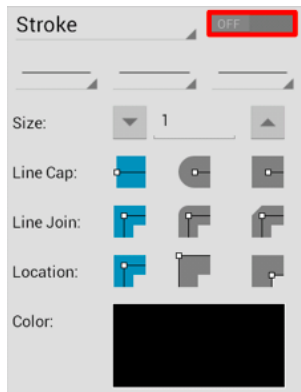 Stroke OFF
Size: 1
Line Cap:
Line Join:
Location:
Color: